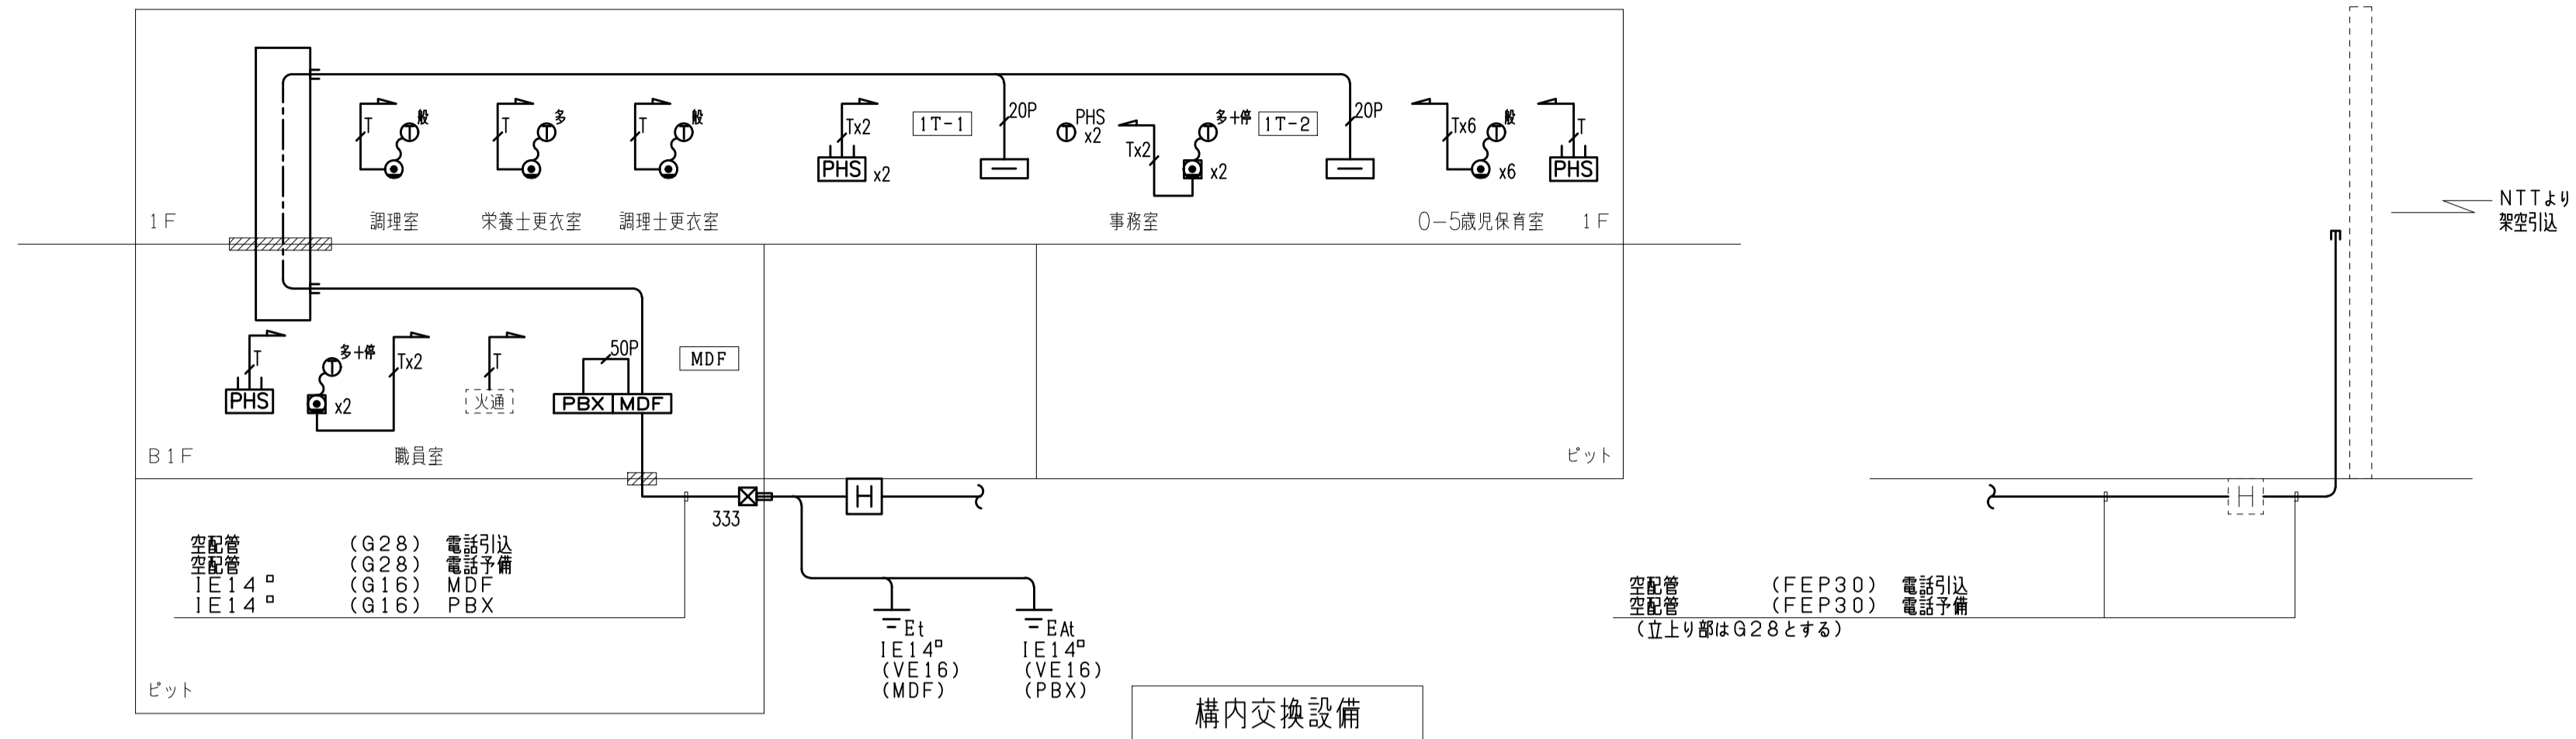 T
般
T
多
T
般
Tx2
PHS
x2
1T-1
20P
T
PHS
x2
Tx2
T
多+停
x2
1T-2
20P
Tx6
T
般
x6
T
PHS
1F
調理室
栄養士更衣室
調理士更衣室
事務室
0-5歳児保育室
1F
NTTより
架空引込
T
PHS
T
多+停
x2
Tx2
T
火通
50P
PBX
MDF
MDF
B1F
職員室
ピット
333
H
H
空配管 (G28) 電話引込
空配管 (G28) 電話予備
IE14□ (G16) MDF
IE14□ (G16) PBX
空配管 (FEP30) 電話引込
空配管 (FEP30) 電話予備
(立上り部はG28とする)
Et
IE14□
(VE16)
(MDF)
EAt
IE14□
(VE16)
(PBX)
ピット
構内交換設備